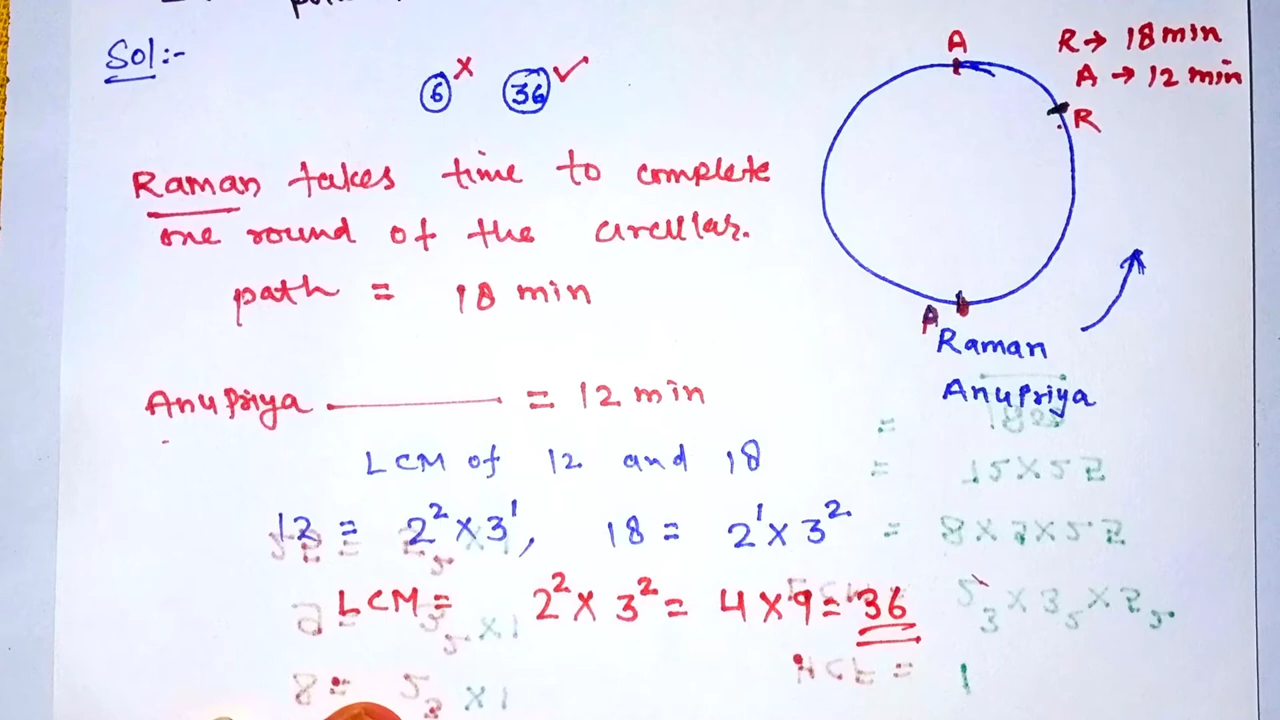 Sol:-
6 × 36 ✓
Raman takes time to complete
one round of the circular.
path = 18 min
Anupriya ——— = 12 min
LCM of 12 and 18
12 = 2² × 3¹, 18 = 2¹ × 3²
LCM = 2² × 3² = 4 × 9 = 36
A
R → 18 min
A → 12 min
R
A
Raman
Anupriya